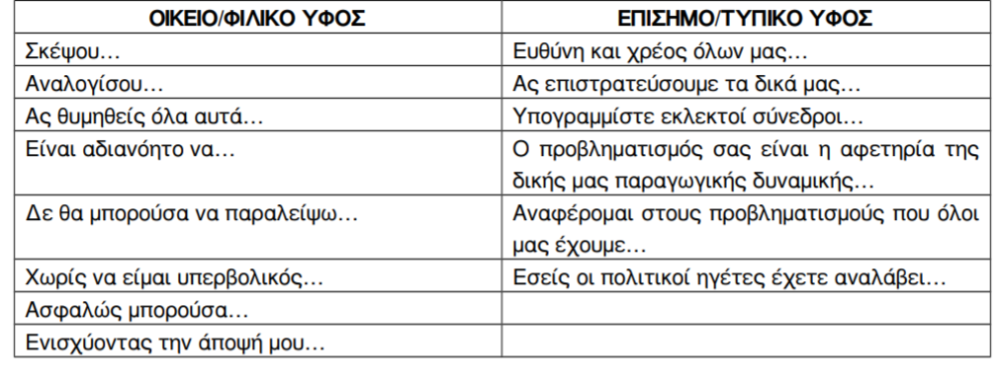 ΟΙΚΕΙΟ/ΦΙΛΙΚΟ ΥΦΟΣ ΕΠΙΣΗΜΟ/ΤΥΠΙΚΟ ΥΦΟΣ
Σκέψου… Ευθύνη και χρέος όλων μας…
Αναλογίσου… Ας επιστρατεύσουμε τα δικά μας…
Ας θυμηθείς όλα αυτά… Υπογραμμίστε εκλεκτοί σύνεδροι…
Είναι αδιανόητο να… Ο προβληματισμός σας είναι η αφετηρία της
δικής μας παραγωγικής δυναμικής…
Δε θα μπορούσα να παραλείψω… Αναφέρομαι στους προβληματισμούς που όλοι
μας έχουμε…
Χωρίς να είμαι υπερβολικός… Εσείς οι πολιτικοί ηγέτες έχετε αναλάβει…
Ασφαλώς μπορούσα…
Ενισχύοντας την άποψή μου…